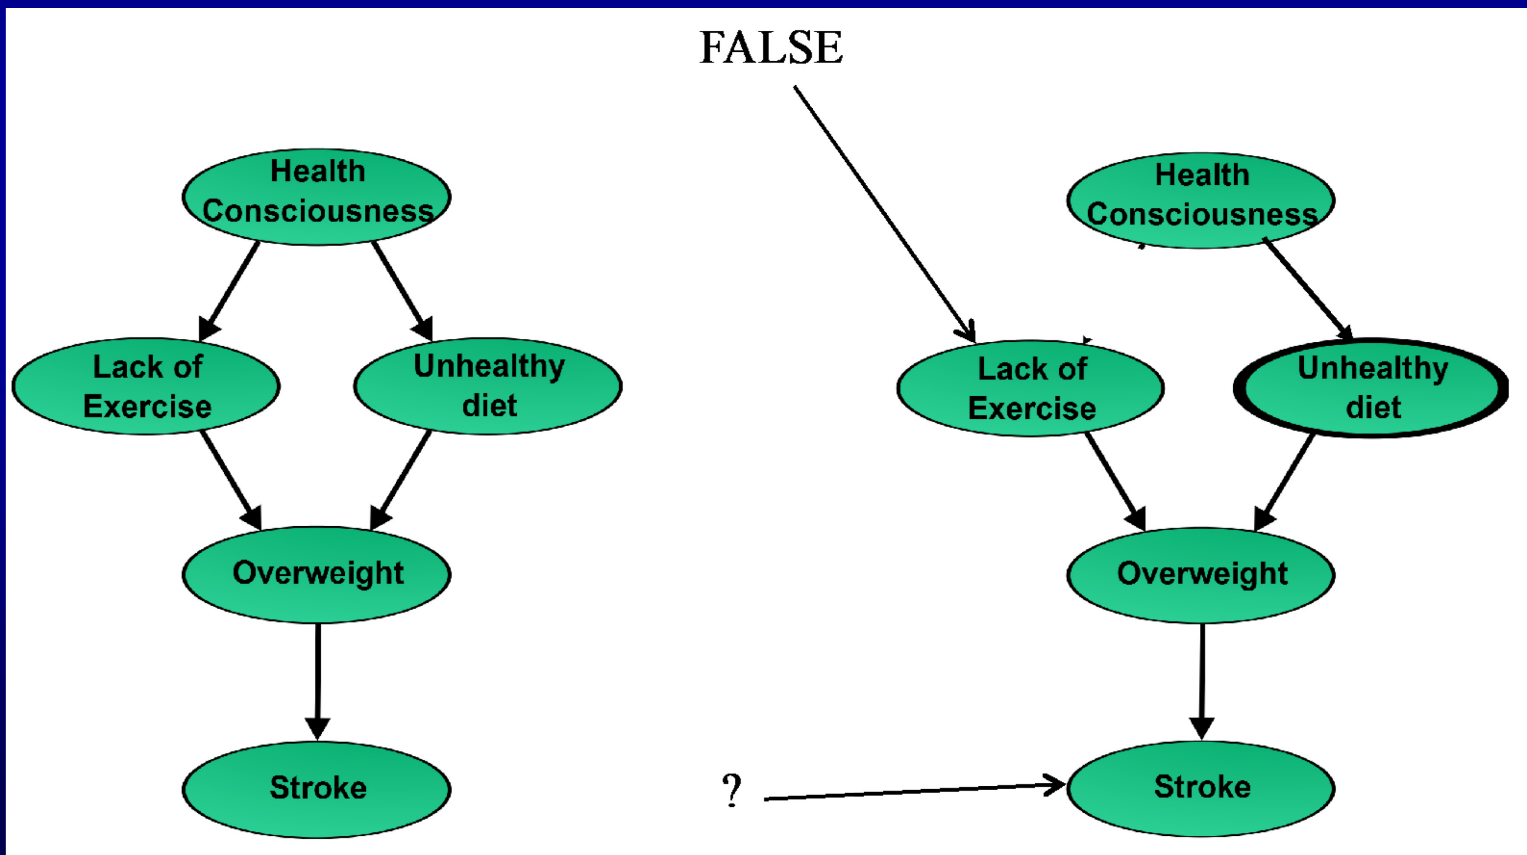 FALSE
Health
Consciousness
Lack of
Exercise
Unhealthy
diet
Overweight
Stroke
Health
Consciousness
Lack of
Exercise
Unhealthy
diet
Overweight
?
Stroke